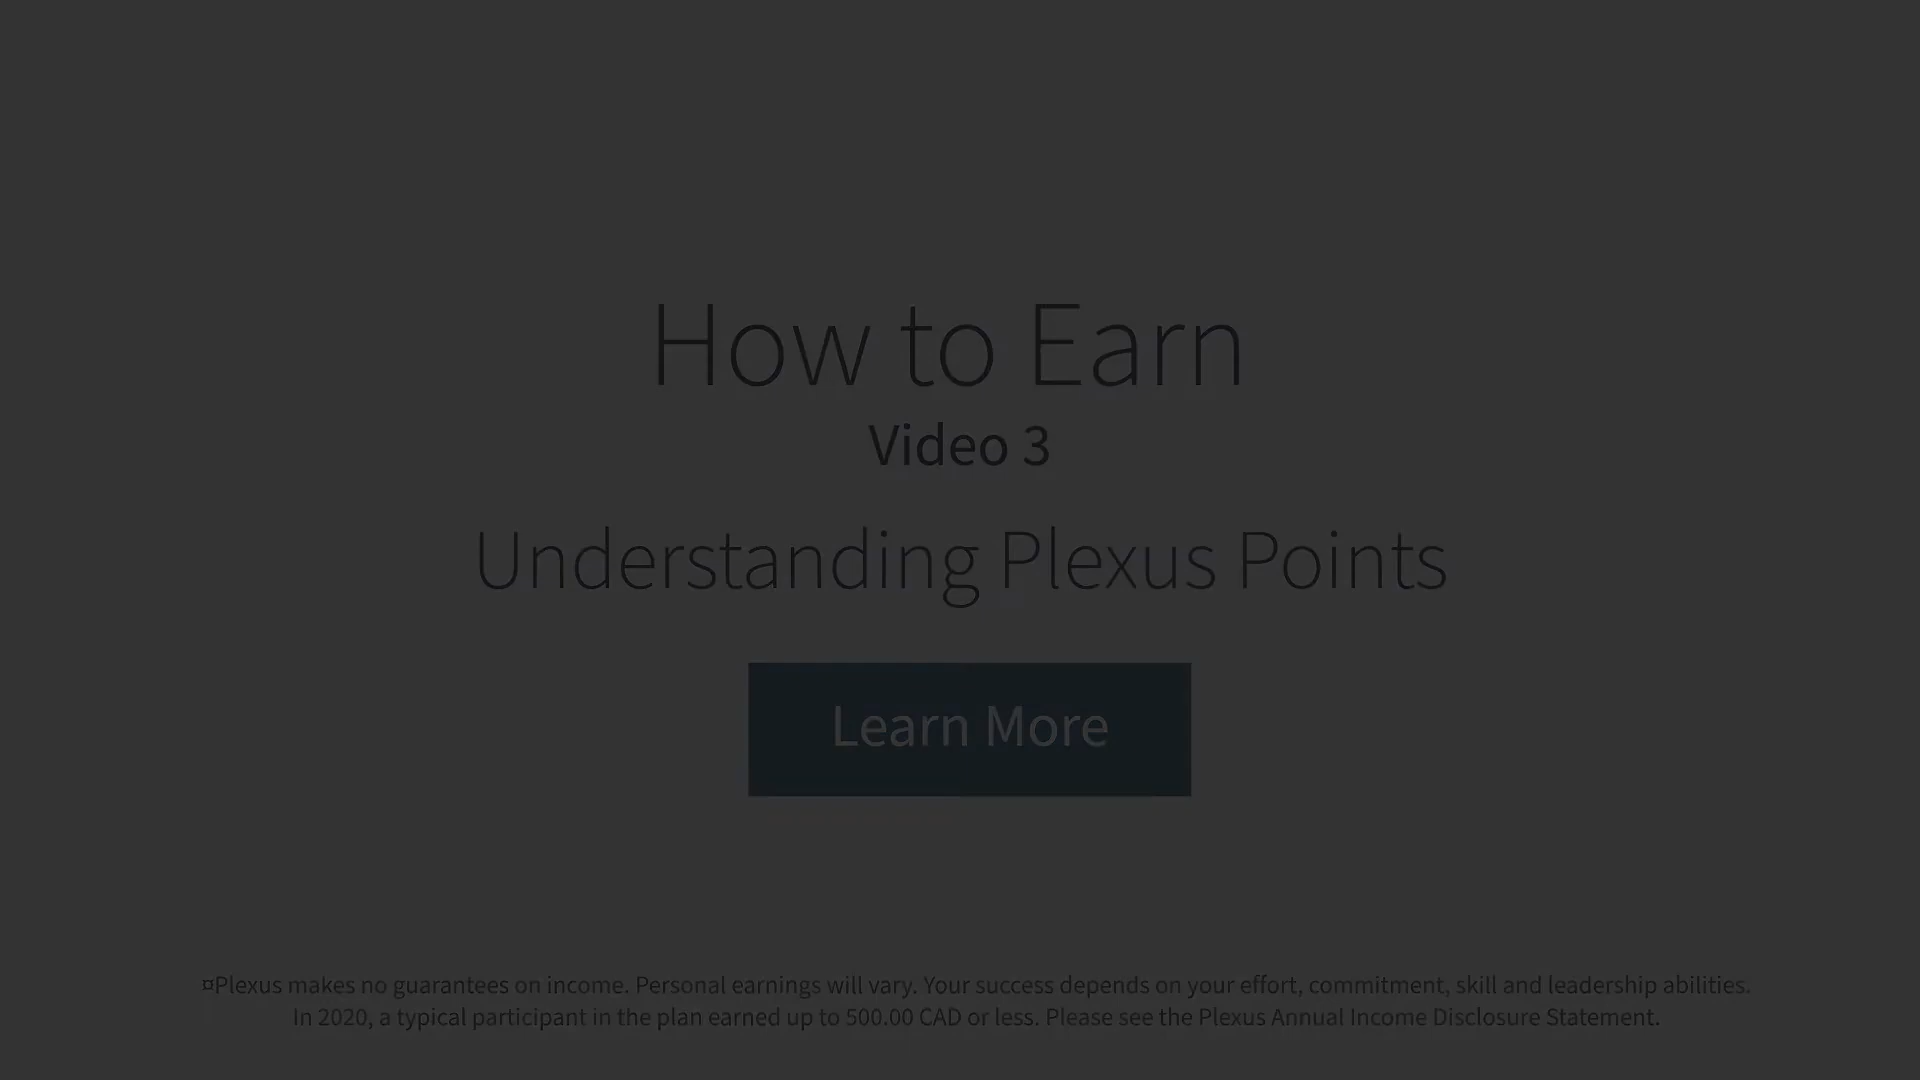 How to Earn
Video 3
Understanding Plexus Points
Learn More
¤Plexus makes no guarantees on income. Personal earnings will vary. Your success depends on your effort, commitment, skill and leadership abilities.
In 2020, a typical participant in the plan earned up to 500.00 CAD or less. Please see the Plexus Annual Income Disclosure Statement.